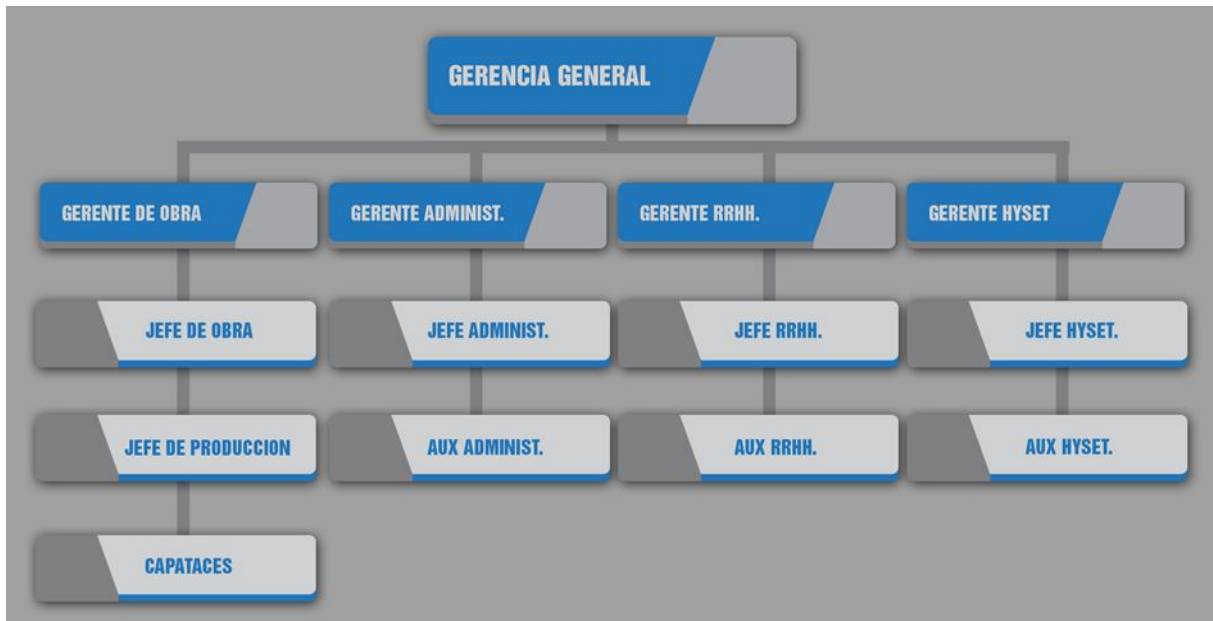 GERENCIA GENERAL
GERENTE DE OBRA
GERENTE ADMINIST.
GERENTE RRHH.
GERENTE HYSET
JEFE DE OBRA
JEFE ADMINIST.
JEFE RRHH.
JEFE HYSET.
JEFE DE PRODUCCION
AUX ADMINIST.
AUX RRHH.
AUX HYSET.
CAPATACES